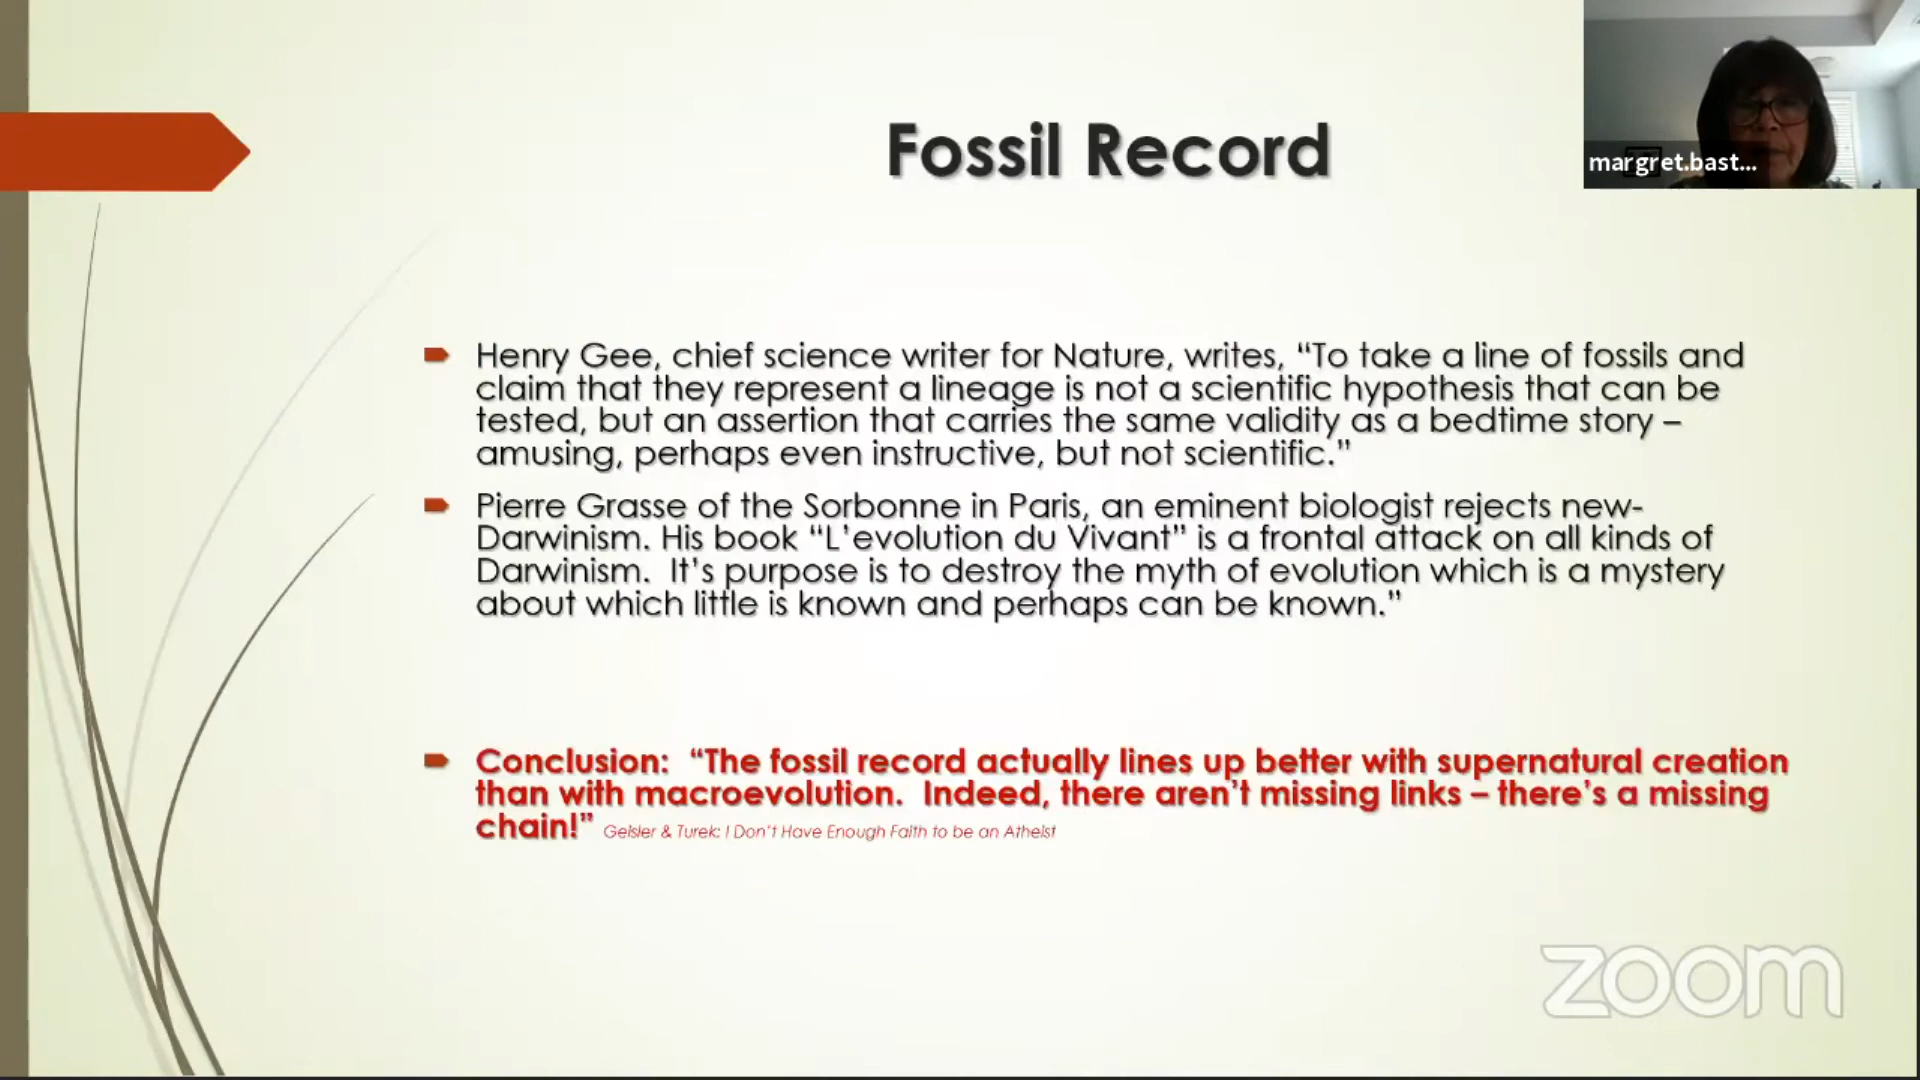 Fossil Record
margret.bast...
Henry Gee, chief science writer for Nature, writes, “To take a line of fossils and
claim that they represent a lineage is not a scientific hypothesis that can be
tested, but an assertion that carries the same validity as a bedtime story –
amusing, perhaps even instructive, but not scientific.”
Pierre Grasse of the Sorbonne in Paris, an eminent biologist rejects new-
Darwinism. His book “L’evolution du Vivant” is a frontal attack on all kinds of
Darwinism.  It’s purpose is to destroy the myth of evolution which is a mystery
about which little is known and perhaps can be known.”
Conclusion:  “The fossil record actually lines up better with supernatural creation
than with macroevolution.  Indeed, there aren’t missing links – there’s a missing
chain!” Geisler & Turek: I Don’t Have Enough Faith to be an Atheist
zoom